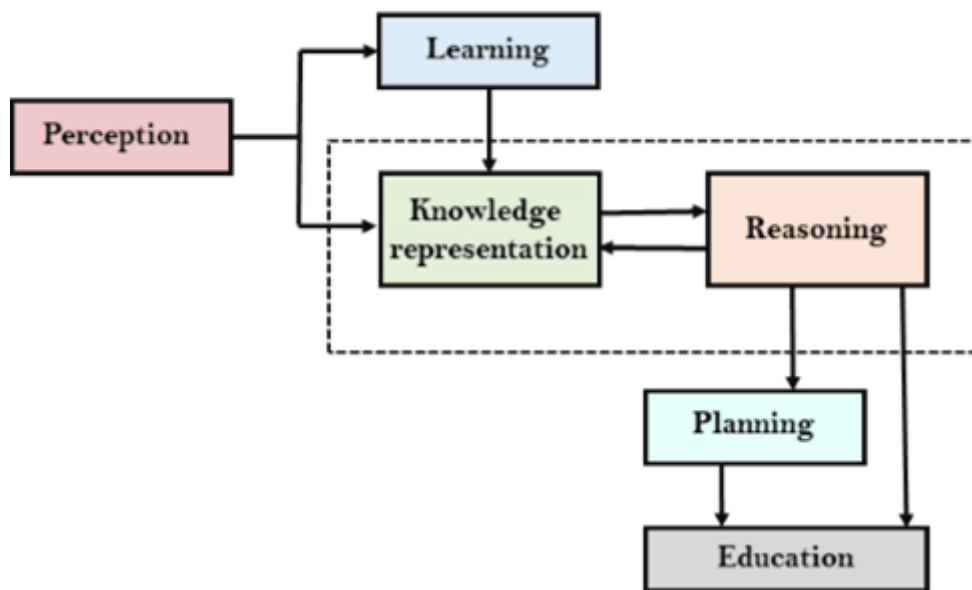 Learning
Perception
Knowledge
representation
Reasoning
Planning
Education